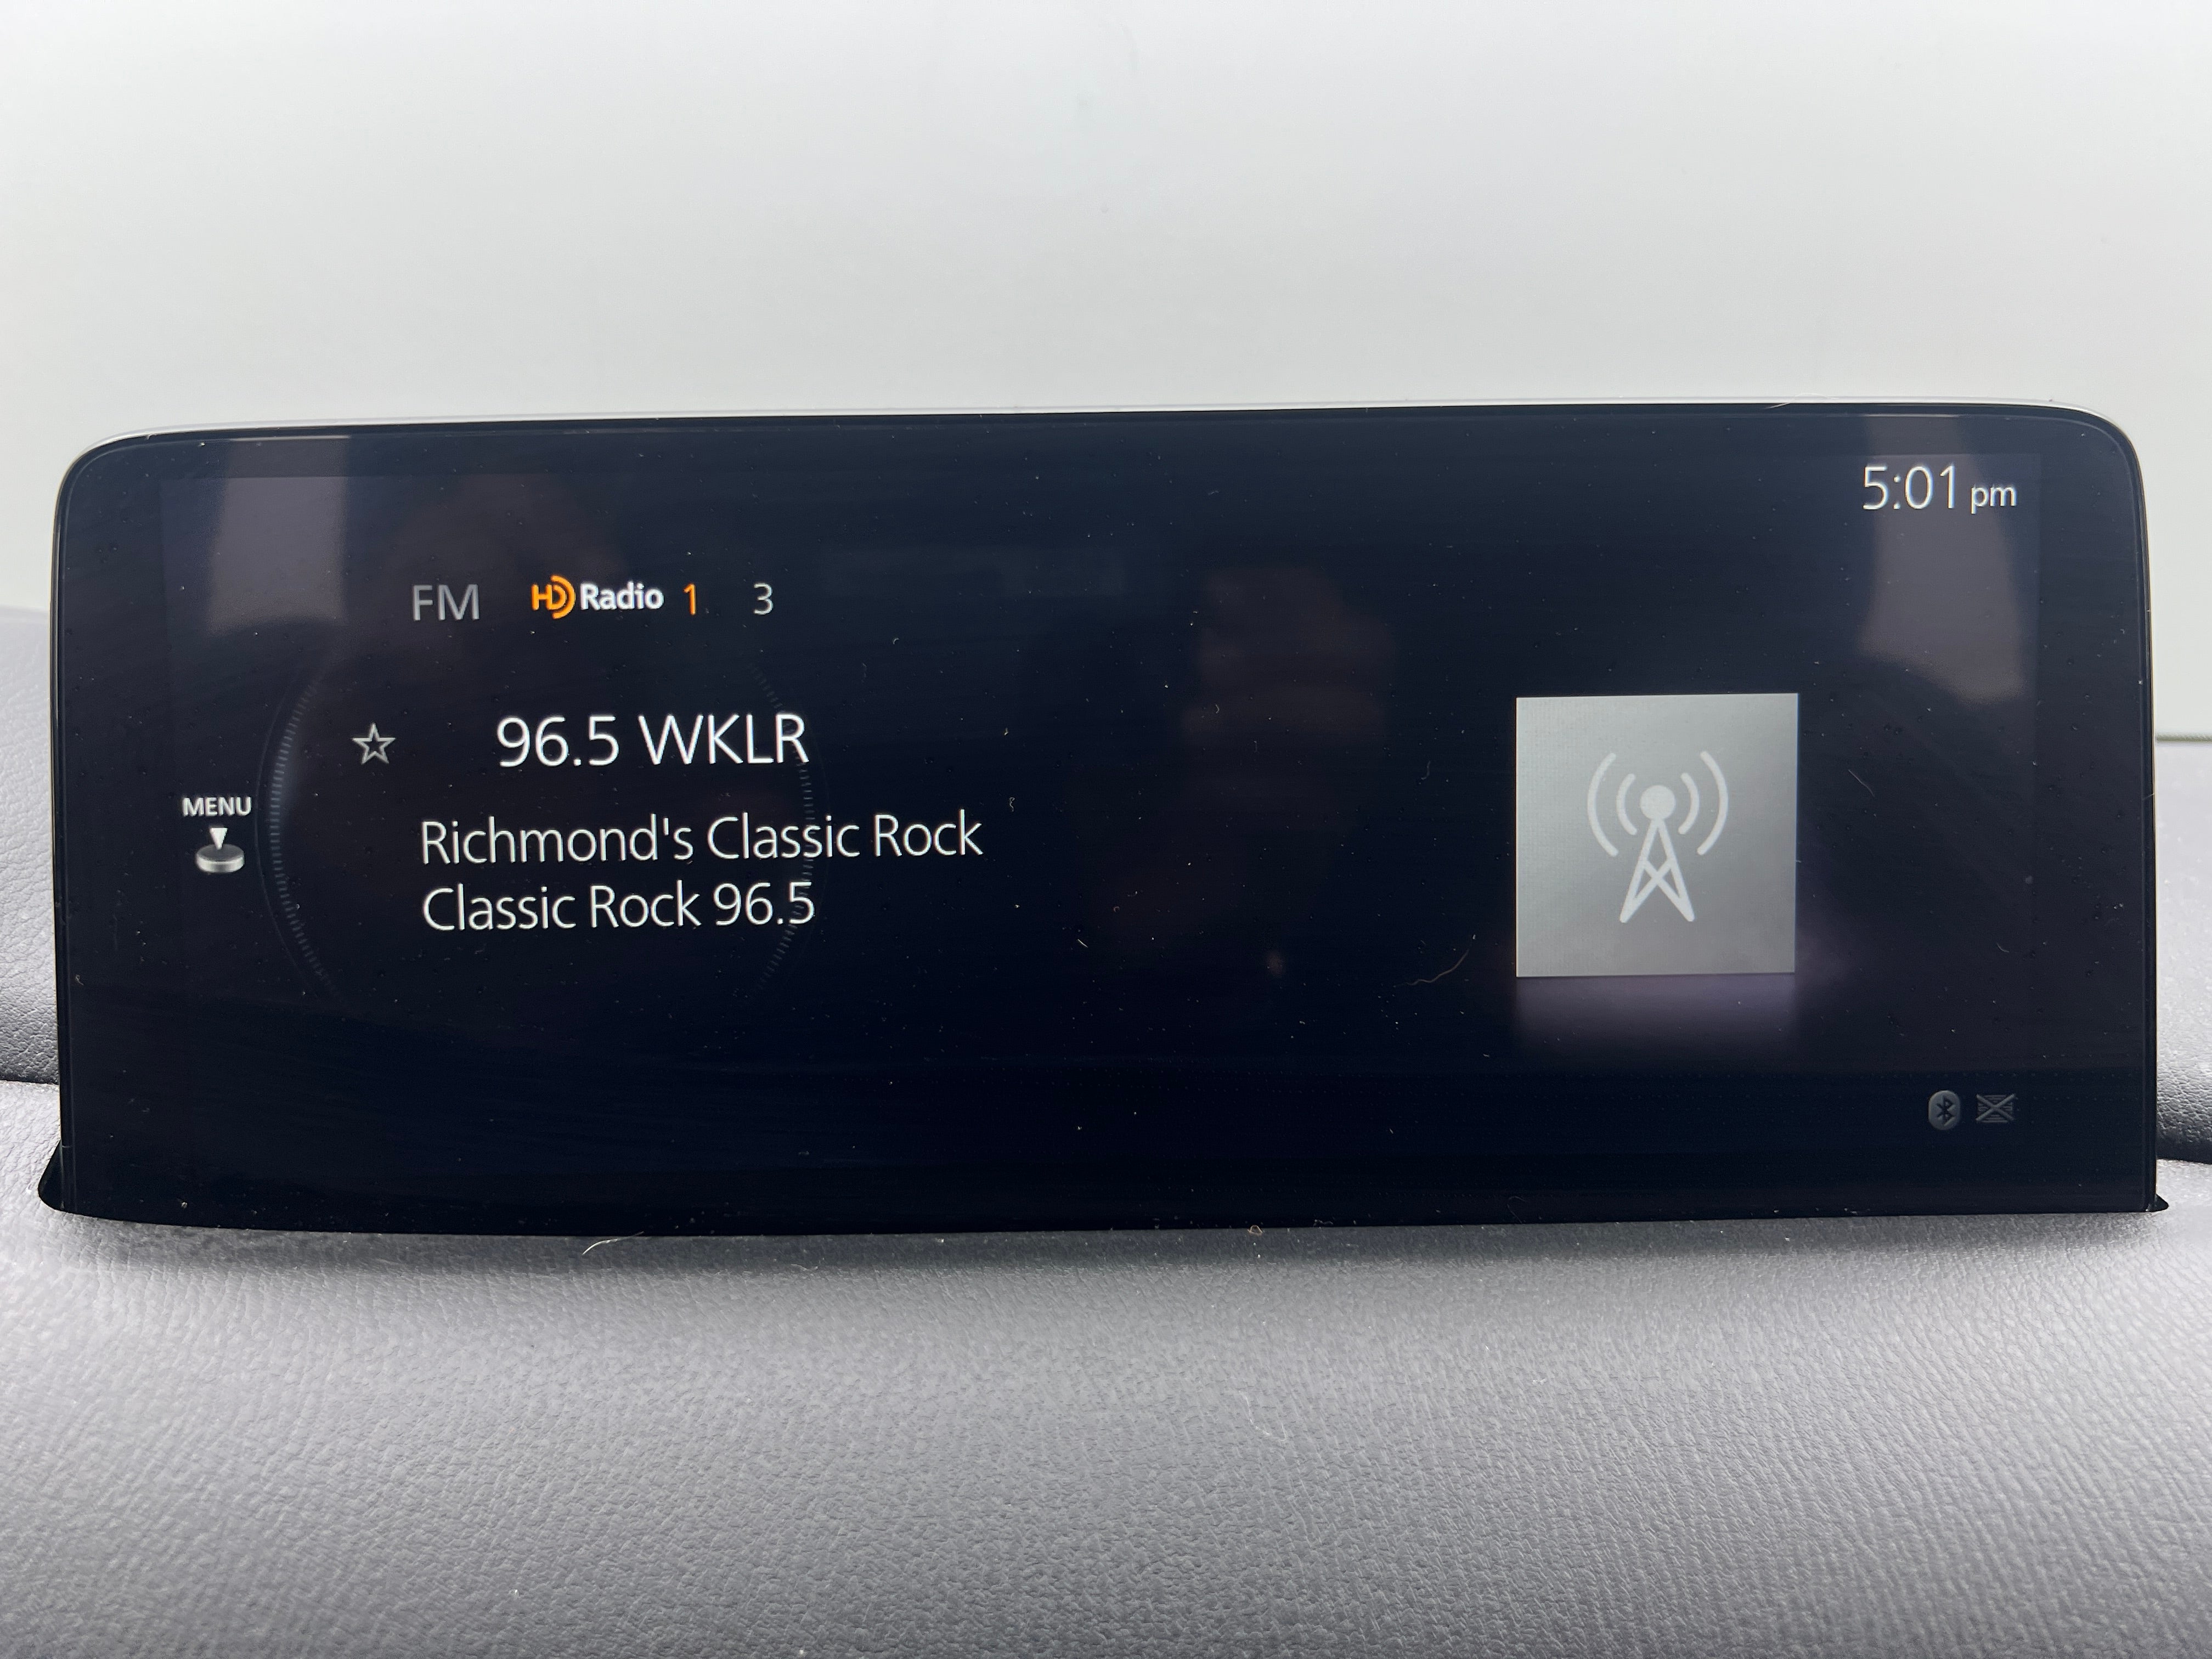 5:01 pm
FM HD Radio 1 3
96.5 WKLR
MENU
Richmond's Classic Rock
Classic Rock 96.5